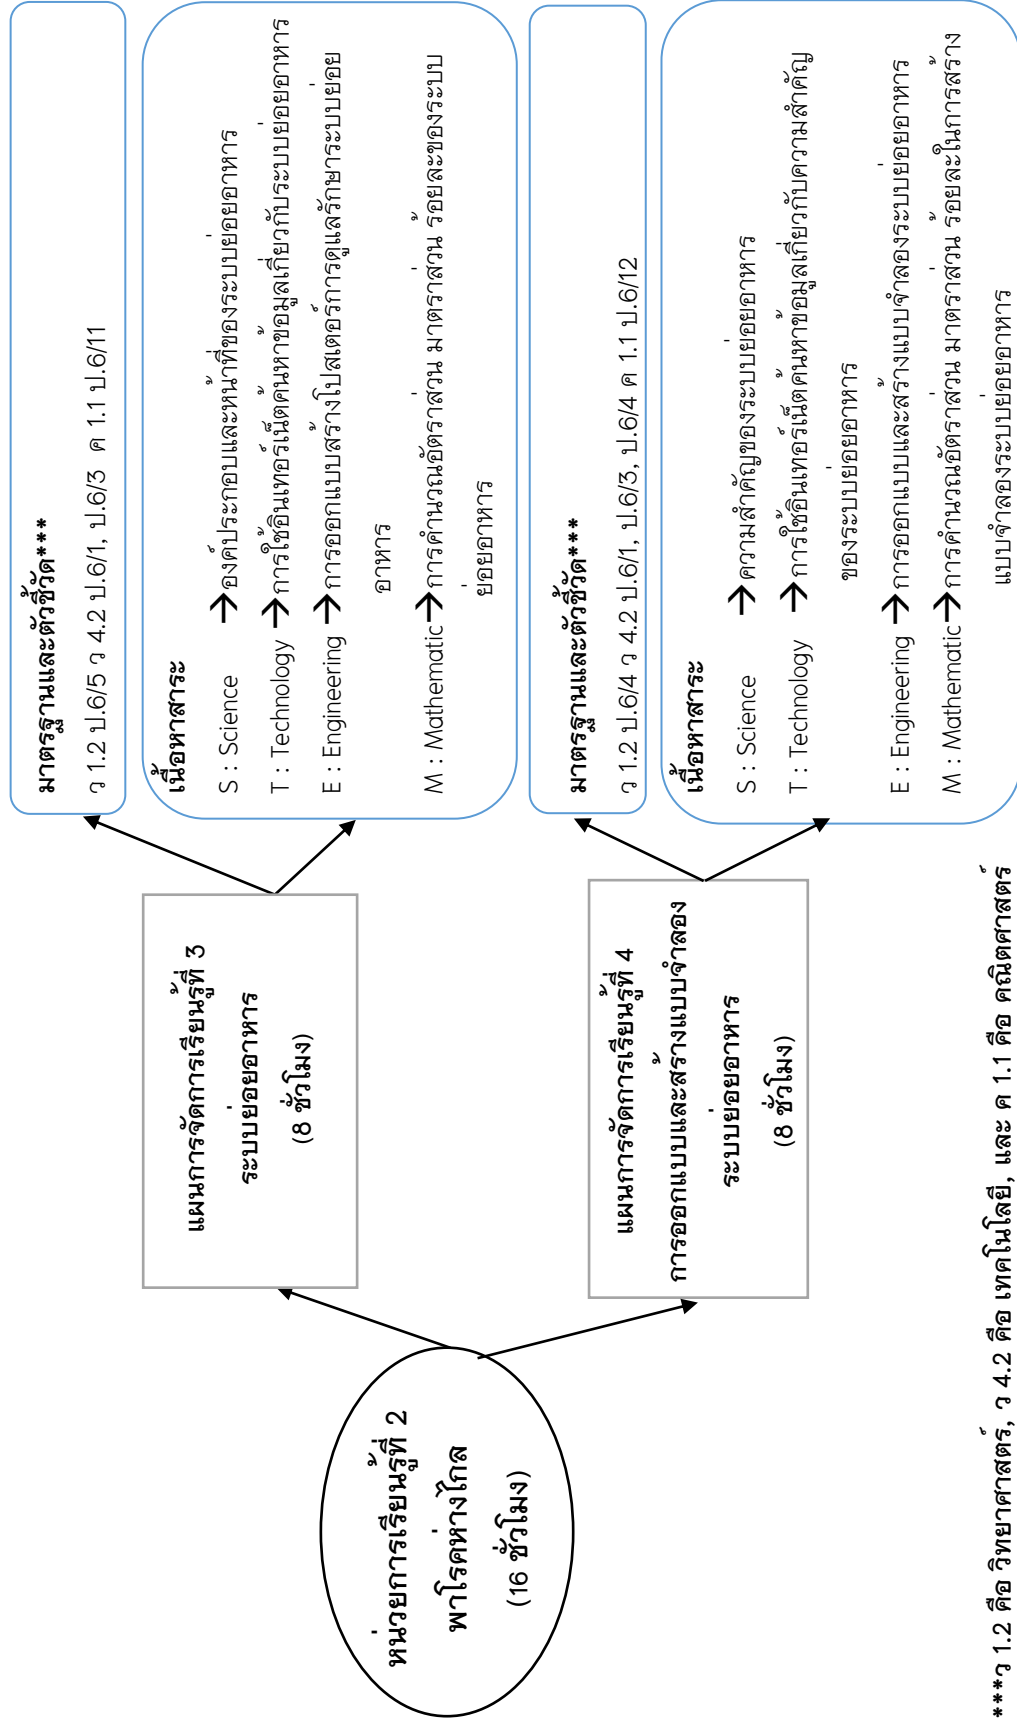 หน่วยการเรียนรู้ที่ 2
พาโรคห่างไกล
(16 ชั่วโมง)
แผนการจัดการเรียนรู้ที่ 3
ระบบย่อยอาหาร
(8 ชั่วโมง)
มาตรฐานและตัวชี้วัด***
ว 1.2 ป.6/5 ว 4.2 ป.6/1, ป.6/3 ค 1.1 ป.6/11
เนื้อหาสาระ
S : Science → องค์ประกอบและหน้าที่ของระบบย่อยอาหาร
T : Technology → การใช้อินเทอร์เน็ตค้นหาข้อมูลเกี่ยวกับระบบย่อยอาหาร
E : Engineering → การออกแบบสร้างโปสเตอร์การดูแลรักษาระบบย่อย
อาหาร
M : Mathematic → การคำนวณอัตราส่วน มาตราส่วน ร้อยละของระบบ
ย่อยอาหาร
แผนการจัดการเรียนรู้ที่ 4
การออกแบบและสร้างแบบจำลอง
ระบบย่อยอาหาร
(8 ชั่วโมง)
มาตรฐานและตัวชี้วัด***
ว 1.2 ป.6/4 ว 4.2 ป.6/1, ป.6/3, ป.6/4 ค 1.1 ป.6/12
เนื้อหาสาระ
S : Science → ความสำคัญของระบบย่อยอาหาร
T : Technology → การใช้อินเทอร์เน็ตค้นหาข้อมูลเกี่ยวกับความสำคัญ
ของระบบย่อยอาหาร
E : Engineering → การออกแบบและสร้างแบบจำลองระบบย่อยอาหาร
M : Mathematic → การคำนวณอัตราส่วน มาตราส่วน ร้อยละในการสร้าง
แบบจำลองระบบย่อยอาหาร
***ว 1.2 คือ วิทยาศาสตร์, ว 4.2 คือ เทคโนโลยี, และ ค 1.1 คือ คณิตศาสตร์